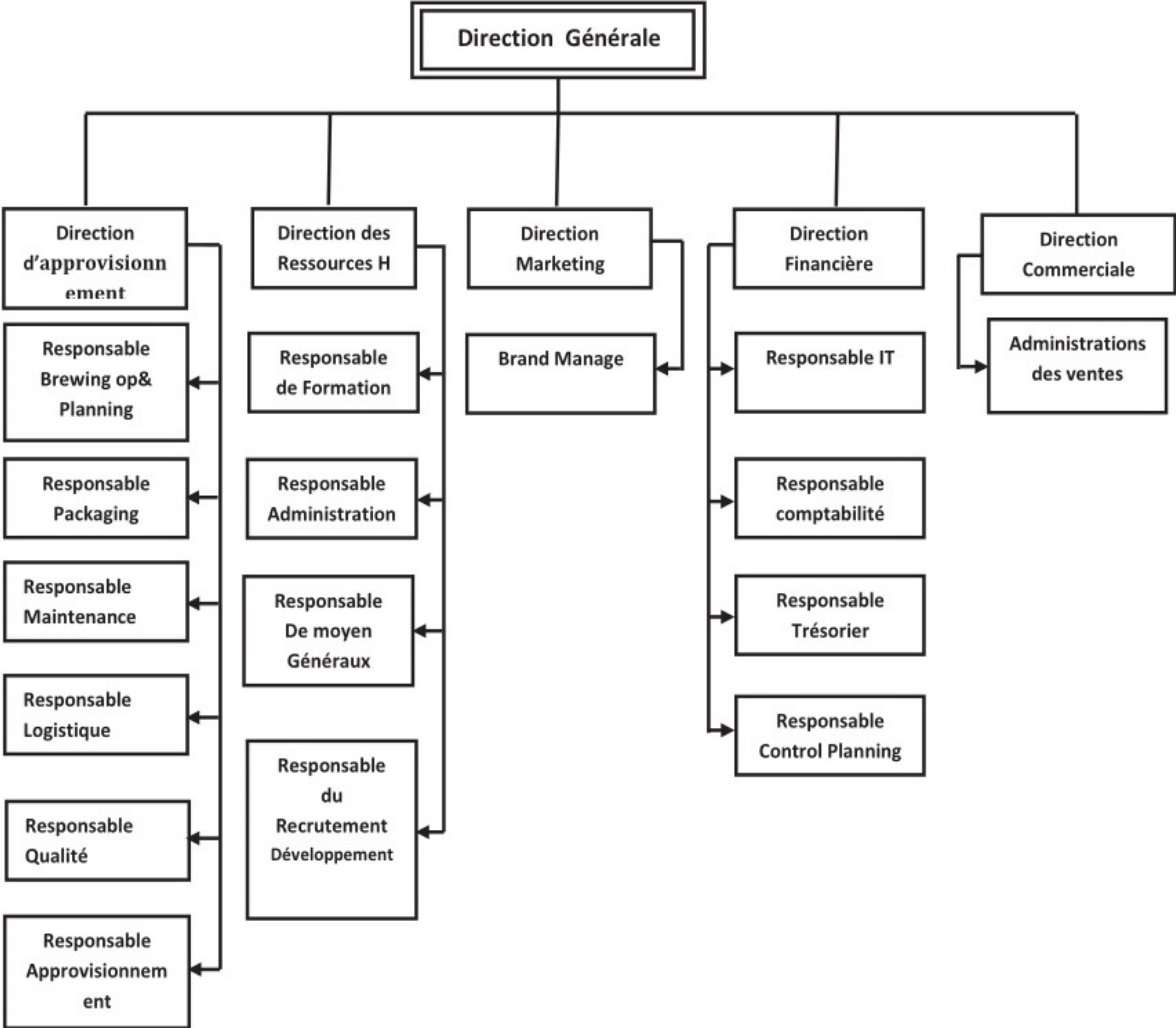 Direction Générale
Direction
d'approvisionn
ement
Responsable
Brewing op&
Planning
Responsable
Packaging
Responsable
Maintenance
Responsable
Logistique
Responsable
Qualité
Responsable
Approvisionnem
ent
Direction des
Ressources H
Responsable
de Formation
Responsable
Administration
Responsable
De moyen
Généraux
Responsable
du
Recrutement
Développement
Direction
Marketing
Brand Manage
Direction
Financière
Responsable IT
Responsable
comptabilité
Responsable
Trésorier
Responsable
Control Planning
Direction
Commerciale
Administrations
des ventes